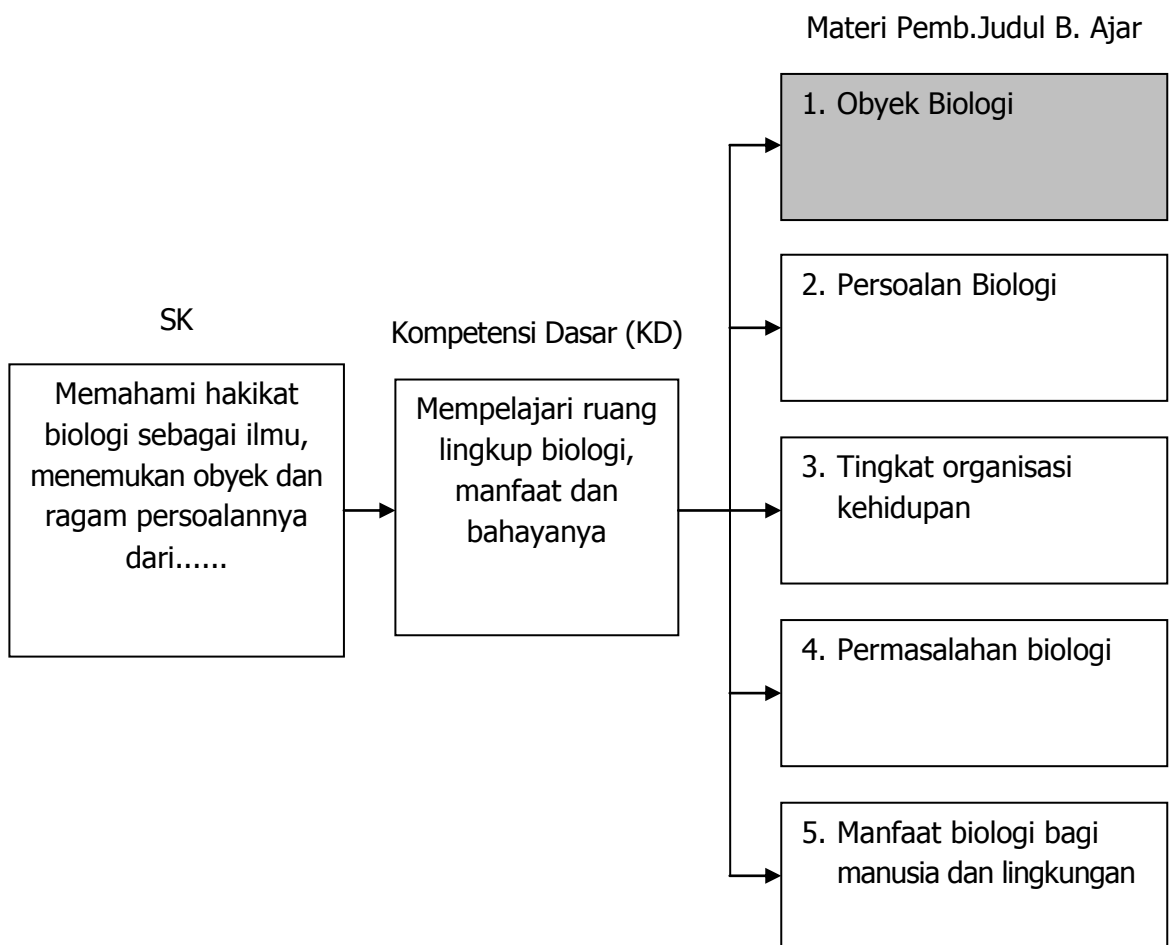 Materi Pemb.Judul B. Ajar
1. Obyek Biologi
2. Persoalan Biologi
SK
Kompetensi Dasar (KD)
Memahami hakikat
biologi sebagai ilmu,
menemukan obyek dan
ragam persoalannya
dari......
Mempelajari ruang
lingkup biologi,
manfaat dan
bahayanya
3. Tingkat organisasi
kehidupan
4. Permasalahan biologi
5. Manfaat biologi bagi
manusia dan lingkungan